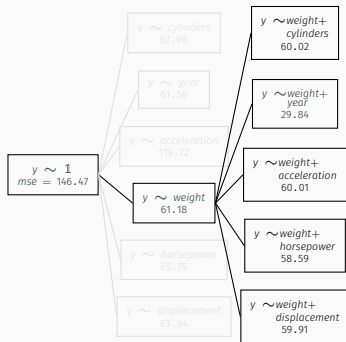 y ∼ cylinders
67.96
y ∼ year
61.56
y ∼ acceleration
119.72
y ∼ 𝟙
mse = 146.47
y ∼ weight
61.18
y ∼ horsepower
65.75
y ∼ displacement
63.84
y ∼weight+
cylinders
60.02
y ∼weight+
year
29.84
y ∼weight+
acceleration
60.01
y ∼weight+
horsepower
58.59
y ∼weight+
displacement
59.91